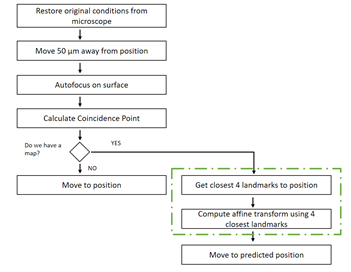 Restore original conditions from
microscope
Move 50 μm away from position
Autofocus on surface
Calculate Coincidence Point
Do we have a
map?
YES
NO
Move to position
Get closest 4 landmarks to position
Compute affine transform using 4
closest landmarks
Move to predicted position